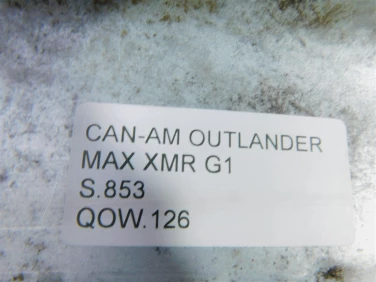 CAN-AM OUTLANDER
MAX XMR G1
S.853
QOW.126